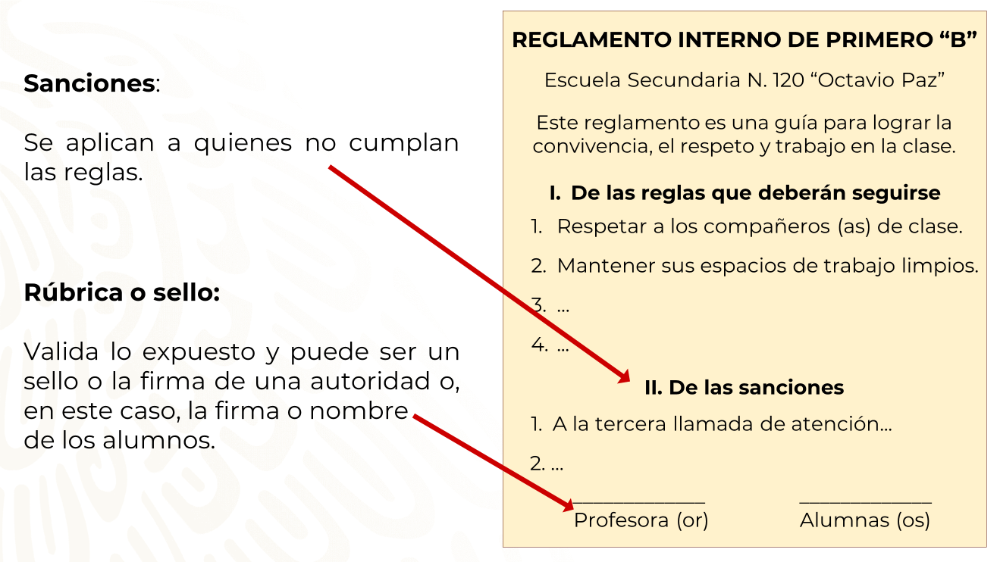 Sanciones:
Se aplican a quienes no cumplan
las reglas.
Rúbrica o sello:
Valida lo expuesto y puede ser un
sello o la firma de una autoridad o,
en este caso, la firma o nombre
de los alumnos.
REGLAMENTO INTERNO DE PRIMERO “B”
Escuela Secundaria N. 120 “Octavio Paz”
Este reglamento es una guía para lograr la
convivencia, el respeto y trabajo en la clase.
I. De las reglas que deberán seguirse
1. Respetar a los compañeros (as) de clase.
2. Mantener sus espacios de trabajo limpios.
3. ...
4. ...
II. De las sanciones
1. A la tercera llamada de atención...
2. ...
_____________ _____________
Profesora (or) Alumnas (os)